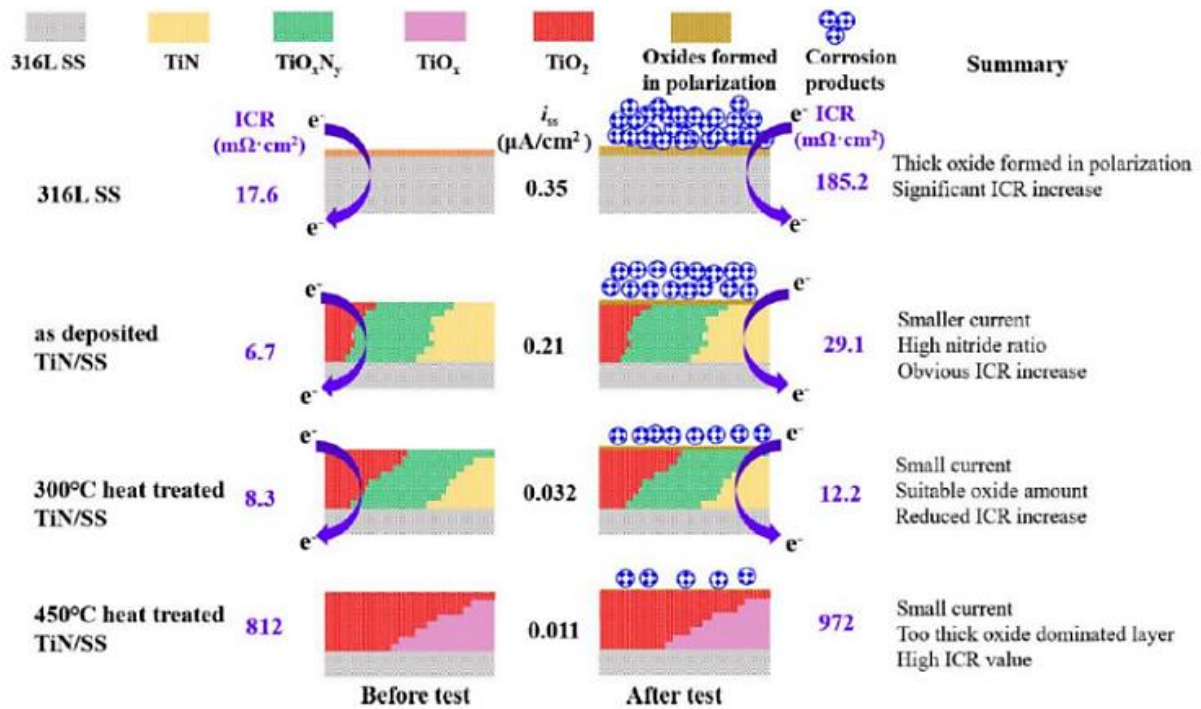 316L SS
TiN
TiOxNy
TiOx
TiO2
Oxides formed
in polarization
Corrosion
products
Summary
ICR
(mΩ·cm²)
e-
iss
(μA/cm²)
e-
ICR
(mΩ·cm²)
316L SS
17.6
e-
0.35
185.2
e-
Thick oxide formed in polarization
Significant ICR increase
as deposited
TiN/SS
e-
6.7
e-
0.21
e-
29.1
e-
Smaller current
High nitride ratio
Obvious ICR increase
300°C heat treated
TiN/SS
e-
8.3
e-
0.032
e-
12.2
e-
Small current
Suitable oxide amount
Reduced ICR increase
450°C heat treated
TiN/SS
812
0.011
972
Small current
Too thick oxide dominated layer
High ICR value
Before test
After test